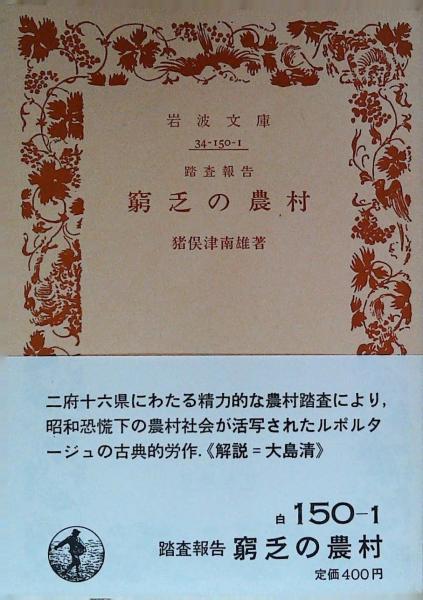 岩波文庫
34-150-1
踏査報告
窮乏の農村
猪俣津南雄著
二府十六県にわたる精力的な農村踏査により,
昭和恐慌下の農村社会が活写されたルポルタ
ージュの古典的労作.《解説=大島清》
白 150-1
踏査報告 窮乏の農村
定価400円